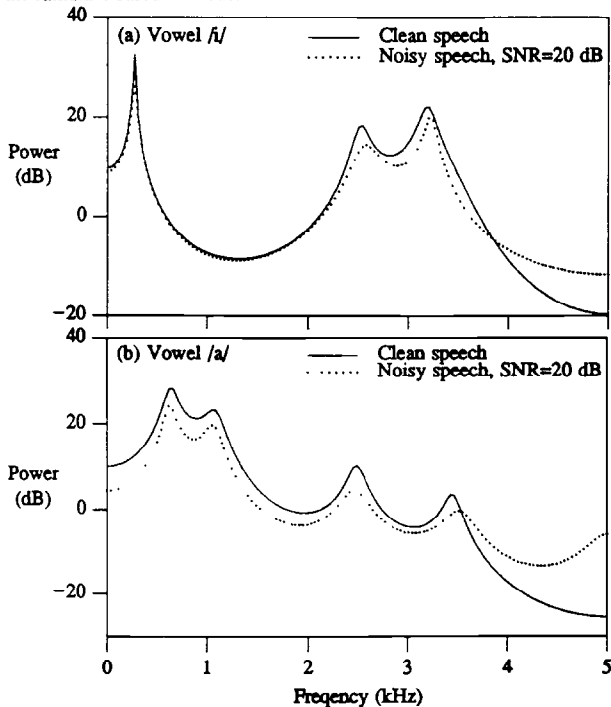 (a) Vowel /i/
Clean speech
Noisy speech, SNR=20 dB
Power
(dB)
40
20
0
−20
(b) Vowel /a/
Clean speech
Noisy speech, SNR=20 dB
Power
(dB)
40
20
0
−20
0 1 2 3 4 5
Freqency (kHz)